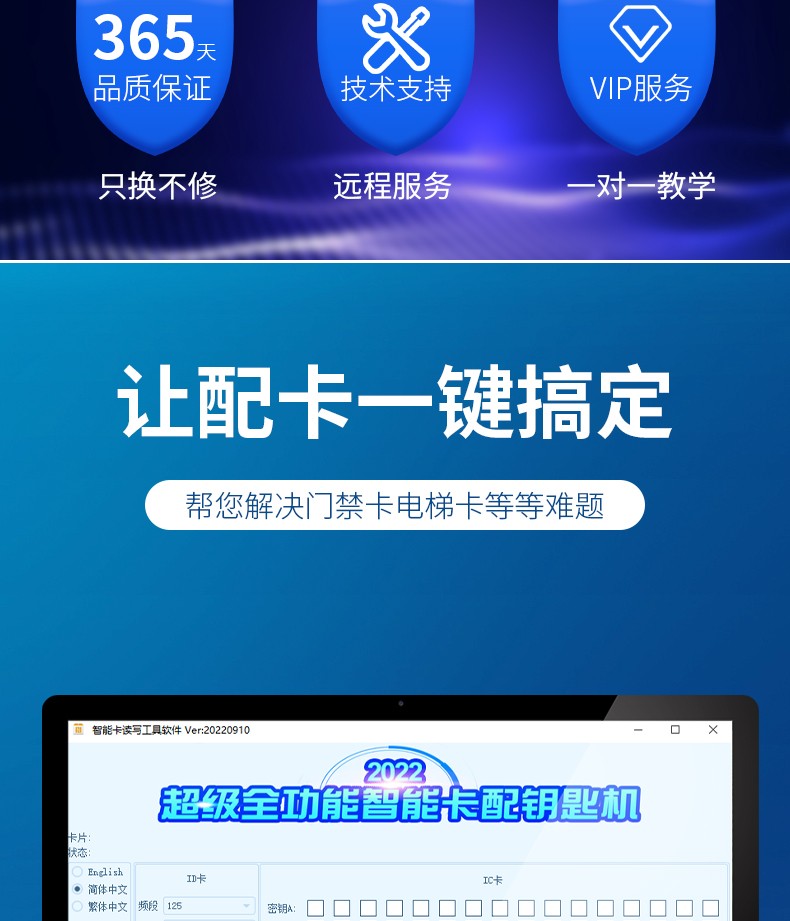 365天
品质保证
技术支持
VIP服务
只换不修
远程服务
一对一教学
让配卡一键搞定
帮您解决门禁卡电梯卡等等难题
智能卡读写工具软件 Ver:20220910
2022
超级全功能智能卡配钥匙机
卡片:
状态:
English
简体中文
繁体中文
ID卡
频段 125
IC卡
密钥A: